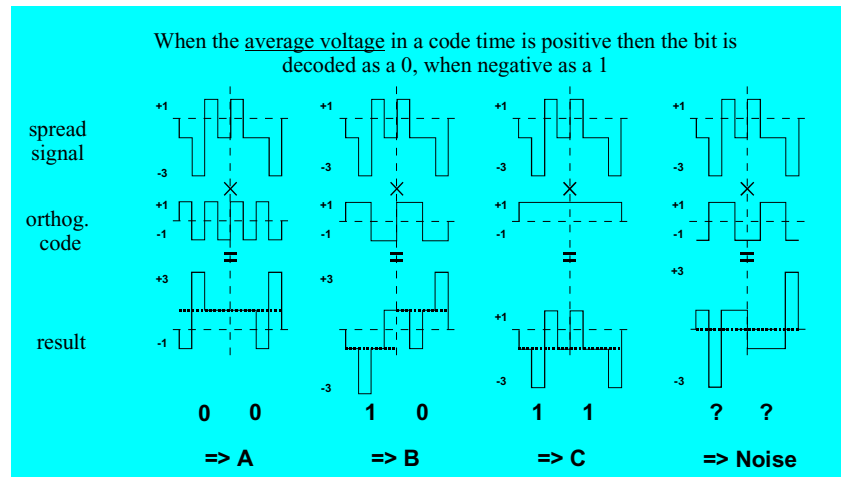 When the average voltage in a code time is positive then the bit is
decoded as a 0, when negative as a 1
+1 +1 +1 +1
spread
signal
-3 -3 -3 -3
× × × ×
+1 +1 +1 +1
orthog.
code
-1 -1 -1 -1
= = = =
+3 +3 +1 +3
result
-1 -3 -3 -3
0 0 1 0 1 1 ? ?
=> A => B => C => Noise